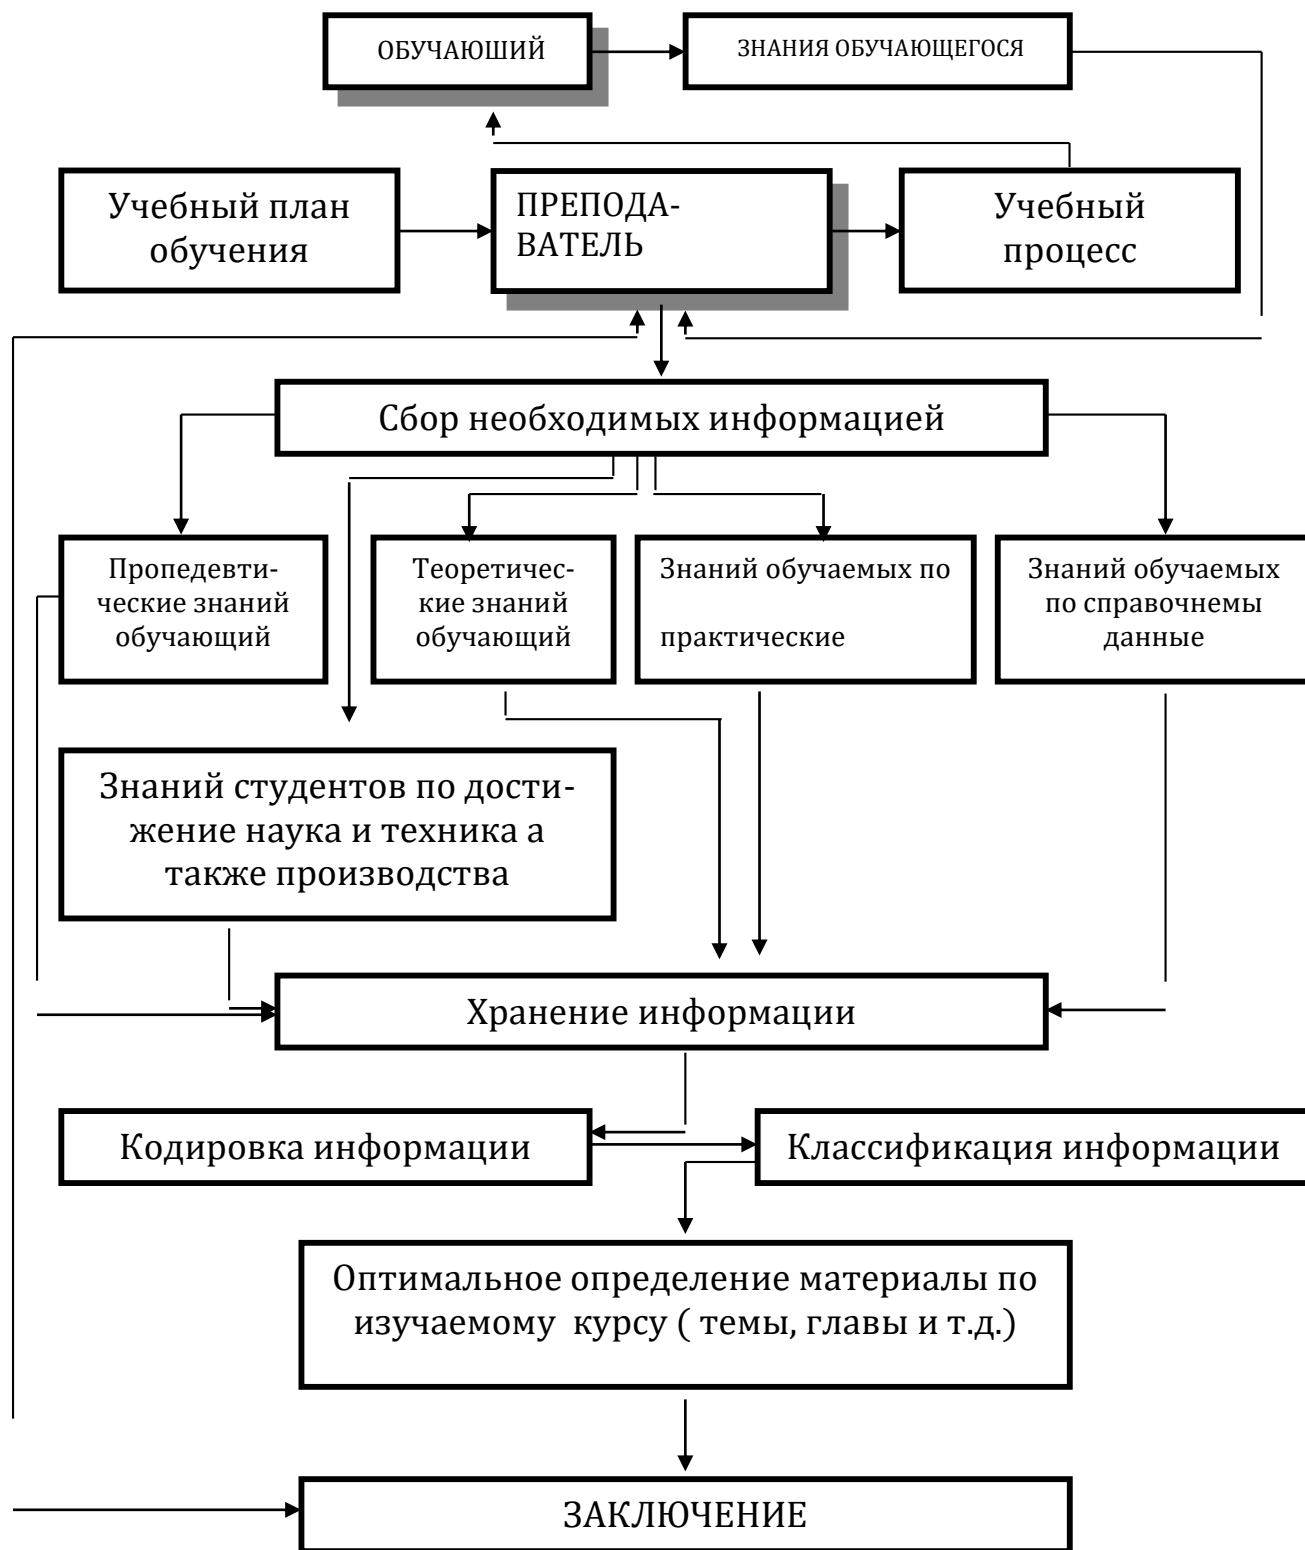 ОБУЧАЮШИЙ
ЗНАНИЯ ОБУЧАЮЩЕГОСЯ
Учебный план
обучения
ПРЕПОДА-
ВАТЕЛЬ
Учебный
процесс
Сбор необходимых информацией
Пропедевти-
ческие знаний
обучающий
Теоретичес-
кие знаний
обучающий
Знаний обучаемых по
практические
Знаний обучаемых
по справочнемы
данные
Знаний студентов по дости-
жение наука и техника а
также производства
Хранение информации
Кодировка информации
Классификация информации
Оптимальное определение материалы по
изучаемому курсу ( темы, главы и т.д.)
ЗАКЛЮЧЕНИЕ